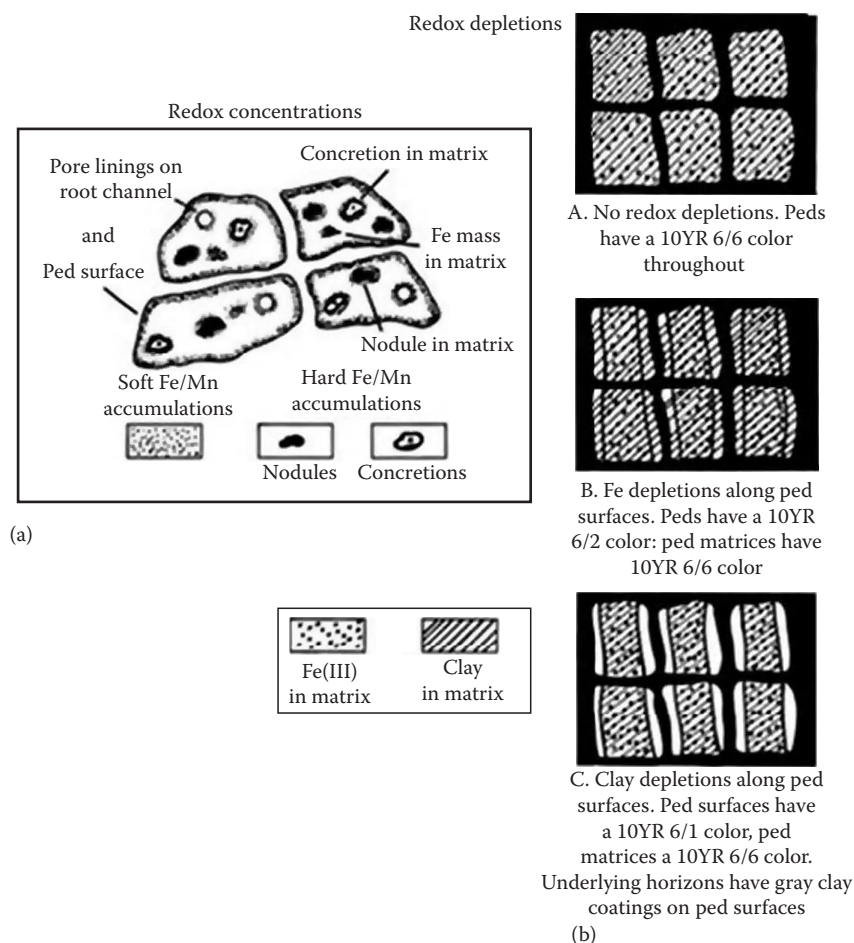 Redox depletions
Redox concentrations
Pore linings on
root channel
and
Ped surface
Concretion in matrix
Fe mass
in matrix
Nodule in matrix
Soft Fe/Mn
accumulations
Hard Fe/Mn
accumulations
Nodules
Concretions
(a)
Fe(III)
in matrix
Clay
in matrix
A. No redox depletions. Peds
have a 10YR 6/6 color
throughout
B. Fe depletions along ped
surfaces. Peds have a 10YR
6/2 color: ped matrices have
10YR 6/6 color
C. Clay depletions along ped
surfaces. Ped surfaces have
a 10YR 6/1 color, ped
matrices a 10YR 6/6 color.
Underlying horizons have gray clay
coatings on ped surfaces
(b)